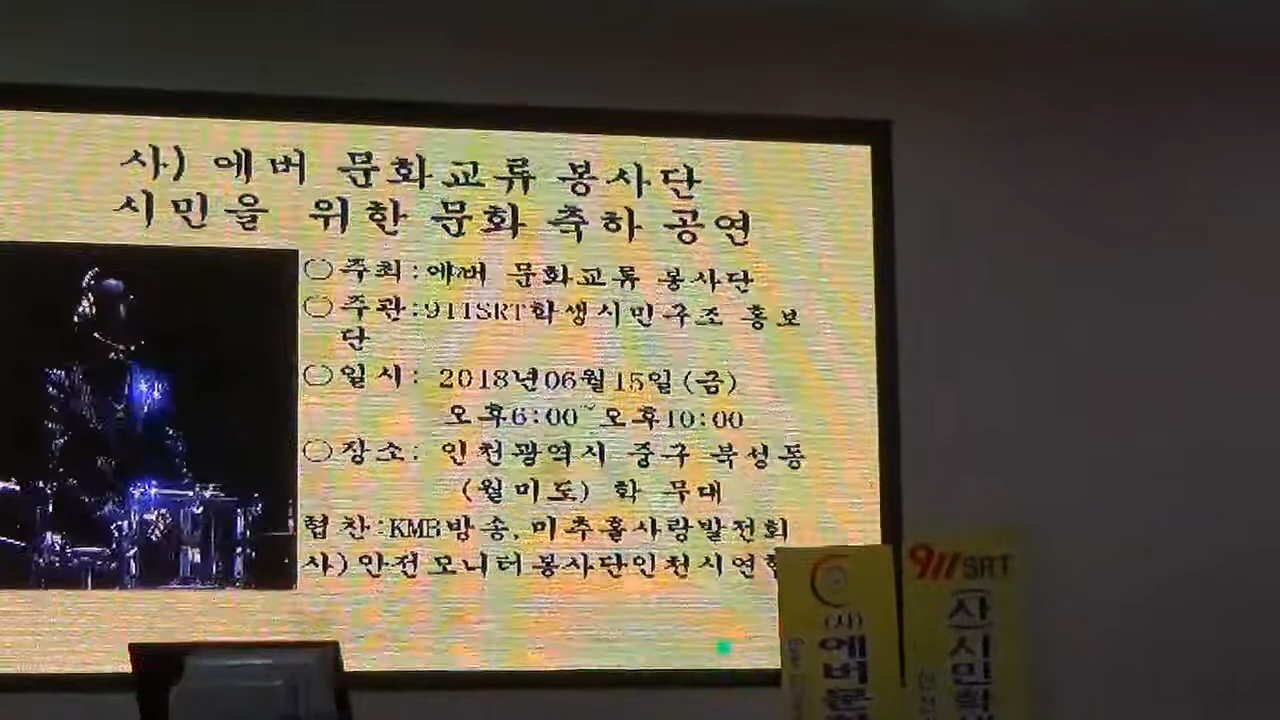 사) 에버 문화교류 봉사단
시민을 위한 문화 축하 공연
○주최:에버 문화교류 봉사단
○주관:911SRT학생시민구조 홍보
단
○일시: 2018년06월15일(금)
오후6:00~오후10:00
○장소: 인천광역시 중구 북성동
(월미도) 학 무대
협찬:KMB방송,미추홀사랑발전회
사)안전모니터봉사단인천시연합
(사)
에버문화
911SRT
(사)시민학생